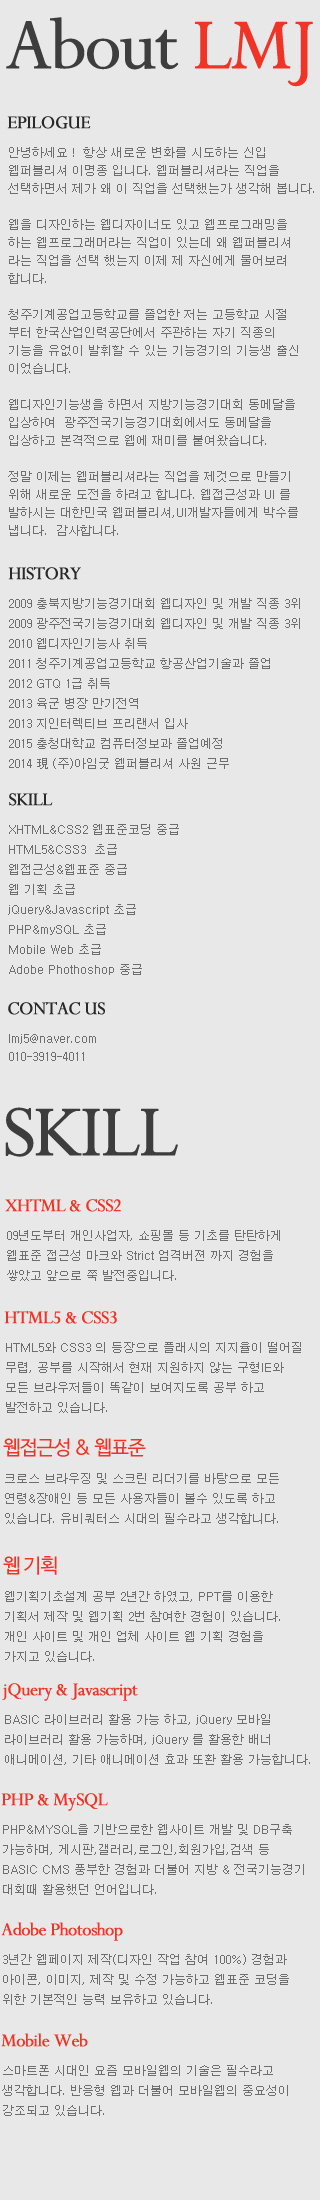 About LMJ
EPILOGUE
안녕하세요 ! 항상 새로운 변화를 시도하는 신입
웹퍼블리셔 이명종 입니다. 웹퍼블리셔라는 직업을
선택하면서 제가 왜 이 직업을 선택했는가 생각해 봅니다.
웹을 디자인하는 웹디자이너도 있고 웹프로그래밍을
하는 웹프로그래머라는 직업이 있는데 왜 웹퍼블리셔
라는 직업을 선택 했는지 이제 제 자신에게 물어보려
합니다.
청주기계공업고등학교를 졸업한 저는 고등학교 시절
부터 한국산업인력공단에서 주관하는 자기 직종의
기능을 유없이 발휘할 수 있는 기능경기의 기능생 출신
이었습니다.
웹디자인기능생을 하면서 지방기능경기대회 동메달을
입상하여 광주전국기능경기대회에서도 동메달을
입상하고 본격적으로 웹에 재미를 붙여왔습니다.
정말 이제는 웹퍼블리셔라는 직업을 제것으로 만들기
위해 새로운 도전을 하려고 합니다. 웹접근성과 UI 를
발하시는 대한민국 웹퍼블리셔,UI개발자들에게 박수를
냅니다. 감사합니다.
HISTORY
2009 충북지방기능경기대회 웹디자인 및 개발 직종 3위
2009 광주전국기능경기대회 웹디자인 및 개발 직종 3위
2010 웹디자인기능사 취득
2011 청주기계공업고등학교 항공산업기술과 졸업
2012 GTQ 1급 취득
2013 육군 병장 만기전역
2013 지인터렉티브 프리랜서 입사
2015 충청대학교 컴퓨터정보과 졸업예정
2014 現 (주)아임굿 웹퍼블리셔 사원 근무
SKILL
XHTML&CSS2 웹표준코딩 중급
HTML5&CSS3 초급
웹접근성&웹표준 중급
웹 기획 초급
jQuery&Javascript 초급
PHP&mySQL 초급
Mobile Web 초급
Adobe Phothoshop 중급
CONTAC US
lmj5@naver.com
010-3919-4011
SKILL
XHTML & CSS2
09년도부터 개인사업자, 쇼핑몰 등 기초를 탄탄하게
웹표준 접근성 마크와 Strict 엄격버젼 까지 경험을
쌓았고 앞으로 쭉 발전중입니다.
HTML5 & CSS3
HTML5와 CSS3 의 등장으로 플래시의 지지율이 떨어질
무렵, 공부를 시작해서 현재 지원하지 않는 구형IE와
모든 브라우저들이 똑같이 보여지도록 공부 하고
발전하고 있습니다.
웹접근성 & 웹표준
크로스 브라우징 및 스크린 리더기를 바탕으로 모든
연령&장애인 등 모든 사용자들이 볼수 있도록 하고
있습니다. 유비쿼터스 시대의 필수라고 생각합니다.
웹 기획
웹기획기초설계 공부 2년간 하였고, PPT를 이용한
기획서 제작 및 웹기획 2번 참여한 경험이 있습니다.
개인 사이트 및 개인 업체 사이트 웹 기획 경험을
가지고 있습니다.
jQuery & Javascript
BASIC 라이브러리 활용 가능 하고, jQuery 모바일
라이브러리 활용 가능하며, jQuery 를 활용한 배너
애니메이션, 기타 애니메이션 효과 또환 활용 가능합니다.
PHP & MySQL
PHP&MYSQL을 기반으로한 웹사이트 개발 및 DB구축
가능하며, 게시판,갤러리,로그인,회원가입,검색 등
BASIC CMS 풍부한 경험과 더불어 지방 & 전국기능경기
대회때 활용했던 언어입니다.
Adobe Photoshop
3년간 웹페이지 제작(디자인 작업 참여 100%) 경험과
아이콘, 이미지, 제작 및 수정 가능하고 웹표준 코딩을
위한 기본적인 능력 보유하고 있습니다.
Mobile Web
스마트폰 시대인 요즘 모바일웹의 기술은 필수라고
생각합니다. 반응형 웹과 더불어 모바일웹의 중요성이
강조되고 있습니다.